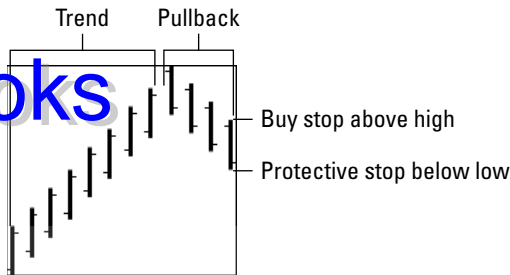 Trend Pullback
oks
Buy stop above high
Protective stop below low